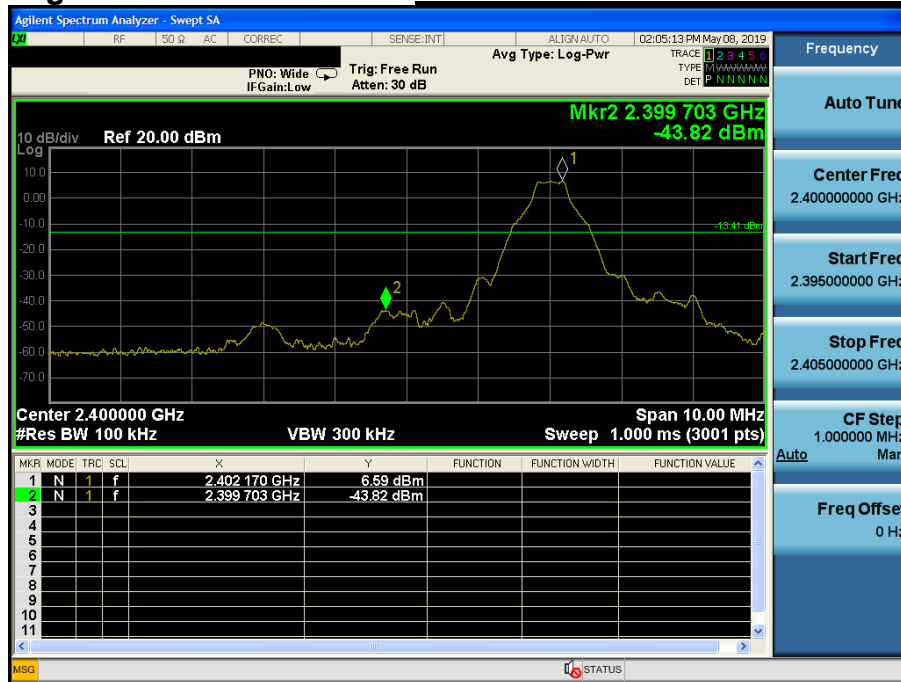 Agilent Spectrum Analyzer - Swept SA
LXI RF 50 Ω AC CORREC SENSE:INT ALIGN AUTO 02:05:13 PM May 08, 2019
PNO: Wide Trig: Free Run Avg Type: Log-Pwr TRACE 1 2 3 4 5 6
IFGain:Low Atten: 30 dB TYPE M WWWWW
DET P N N N N N
Mkr2 2.399 703 GHz
-43.82 dBm
10 dB/div Ref 20.00 dBm
Log
10.0
0.00
-10.0
-20.0
-30.0
-40.0
-50.0
-60.0
-70.0
1
2
-13.41 dBm
Center 2.400000 GHz Span 10.00 MHz
#Res BW 100 kHz VBW 300 kHz Sweep 1.000 ms (3001 pts)
MKR MODE TRC SCL X Y FUNCTION FUNCTION WIDTH FUNCTION VALUE
1 N 1 f 2.402 170 GHz 6.59 dBm
2 N 1 f 2.399 703 GHz -43.82 dBm
3
4
5
6
7
8
9
10
11
MSG STATUS
Frequency
Auto Tune
Center Freq
2.400000000 GHz
Start Freq
2.395000000 GHz
Stop Freq
2.405000000 GHz
CF Step
1.000000 MHz
Auto Man
Freq Offset
0 Hz